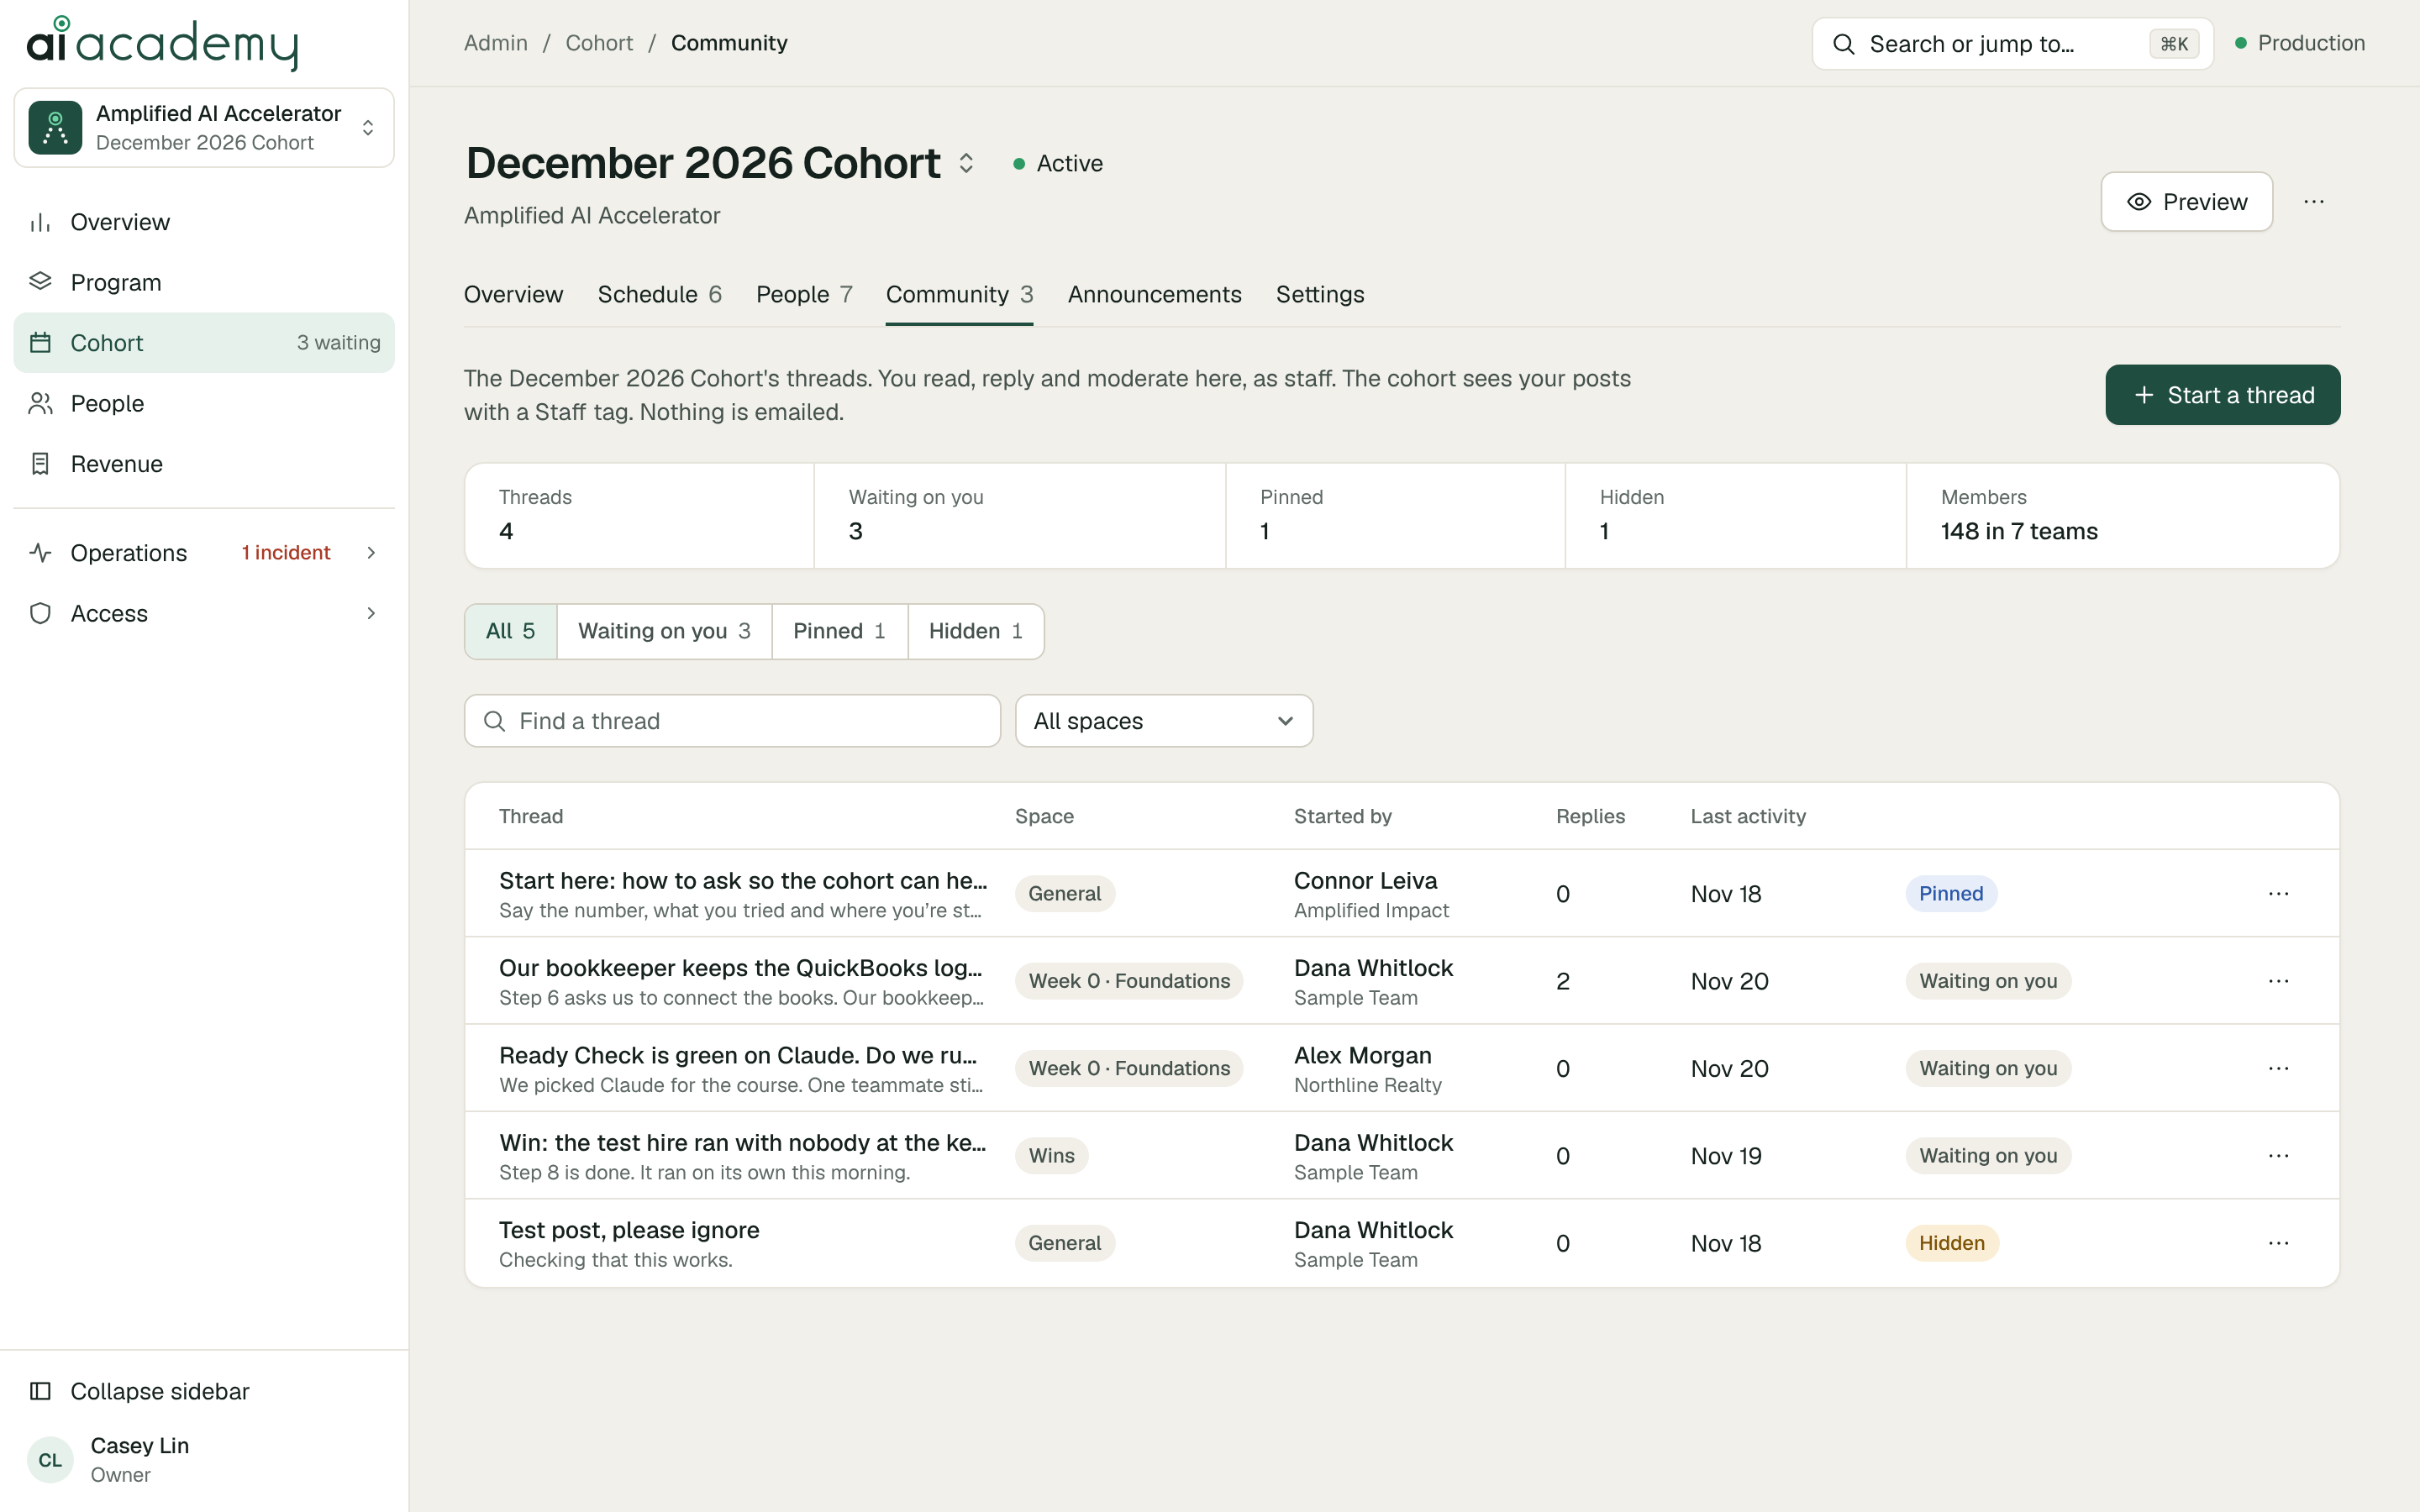 ai academy
Amplified AI Accelerator
December 2026 Cohort
Overview
Program
Cohort 3 waiting
People
Revenue
Operations 1 incident
Access
Collapse sidebar
CL
Casey Lin
Owner
Admin / Cohort / Community
Search or jump to… ⌘K
Production
December 2026 Cohort
Active
Amplified AI Accelerator
Preview
Overview Schedule 6 People 7 Community 3 Announcements Settings
The December 2026 Cohort's threads. You read, reply and moderate here, as staff. The cohort sees your posts
with a Staff tag. Nothing is emailed.
Start a thread
Threads
4
Waiting on you
3
Pinned
1
Hidden
1
Members
148 in 7 teams
All 5 Waiting on you 3 Pinned 1 Hidden 1
Find a thread
All spaces
Thread Space Started by Replies Last activity
Start here: how to ask so the cohort can he…
Say the number, what you tried and where you’re st…
General
Connor Leiva
Amplified Impact
0
Nov 18
Pinned
Our bookkeeper keeps the QuickBooks log…
Step 6 asks us to connect the books. Our bookkeep…
Week 0 · Foundations
Dana Whitlock
Sample Team
2
Nov 20
Waiting on you
Ready Check is green on Claude. Do we ru…
We picked Claude for the course. One teammate sti…
Week 0 · Foundations
Alex Morgan
Northline Realty
0
Nov 20
Waiting on you
Win: the test hire ran with nobody at the ke…
Step 8 is done. It ran on its own this morning.
Wins
Dana Whitlock
Sample Team
0
Nov 19
Waiting on you
Test post, please ignore
Checking that this works.
General
Dana Whitlock
Sample Team
0
Nov 18
Hidden